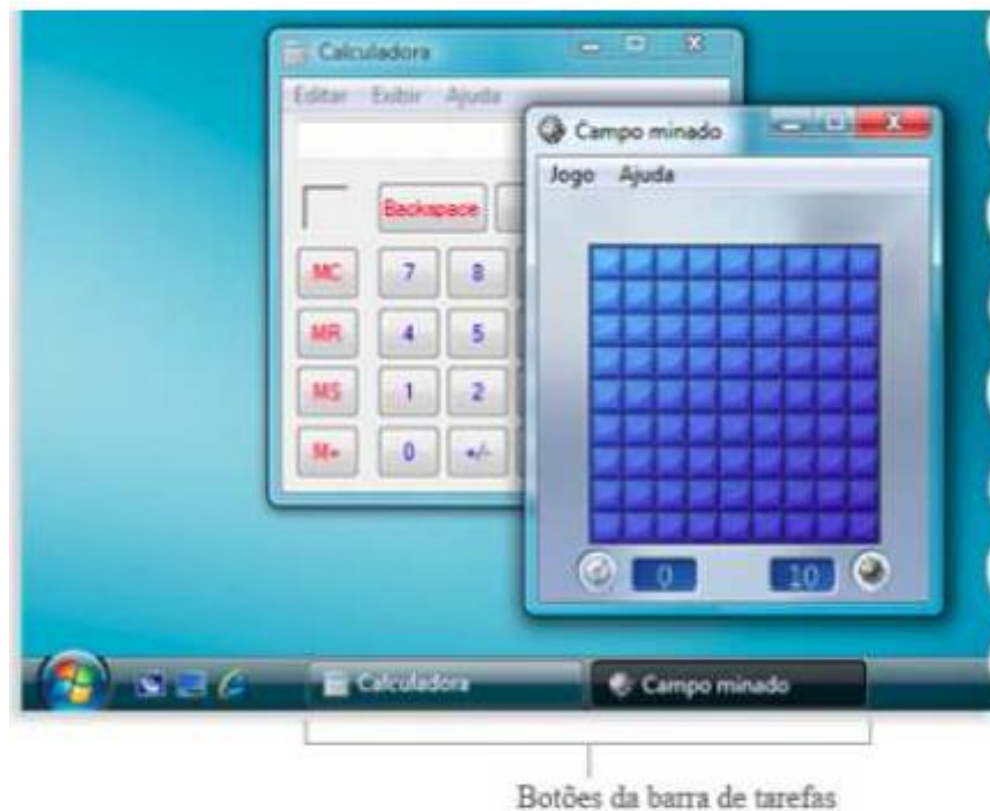 Calculadora
Editar Exibir Ajuda
Backspace
MC 7 8
MR 4 5
MS 1 2
M+ 0 +/-
Campo minado
Jogo Ajuda
0 10
Calculadora Campo minado
Botões da barra de tarefas